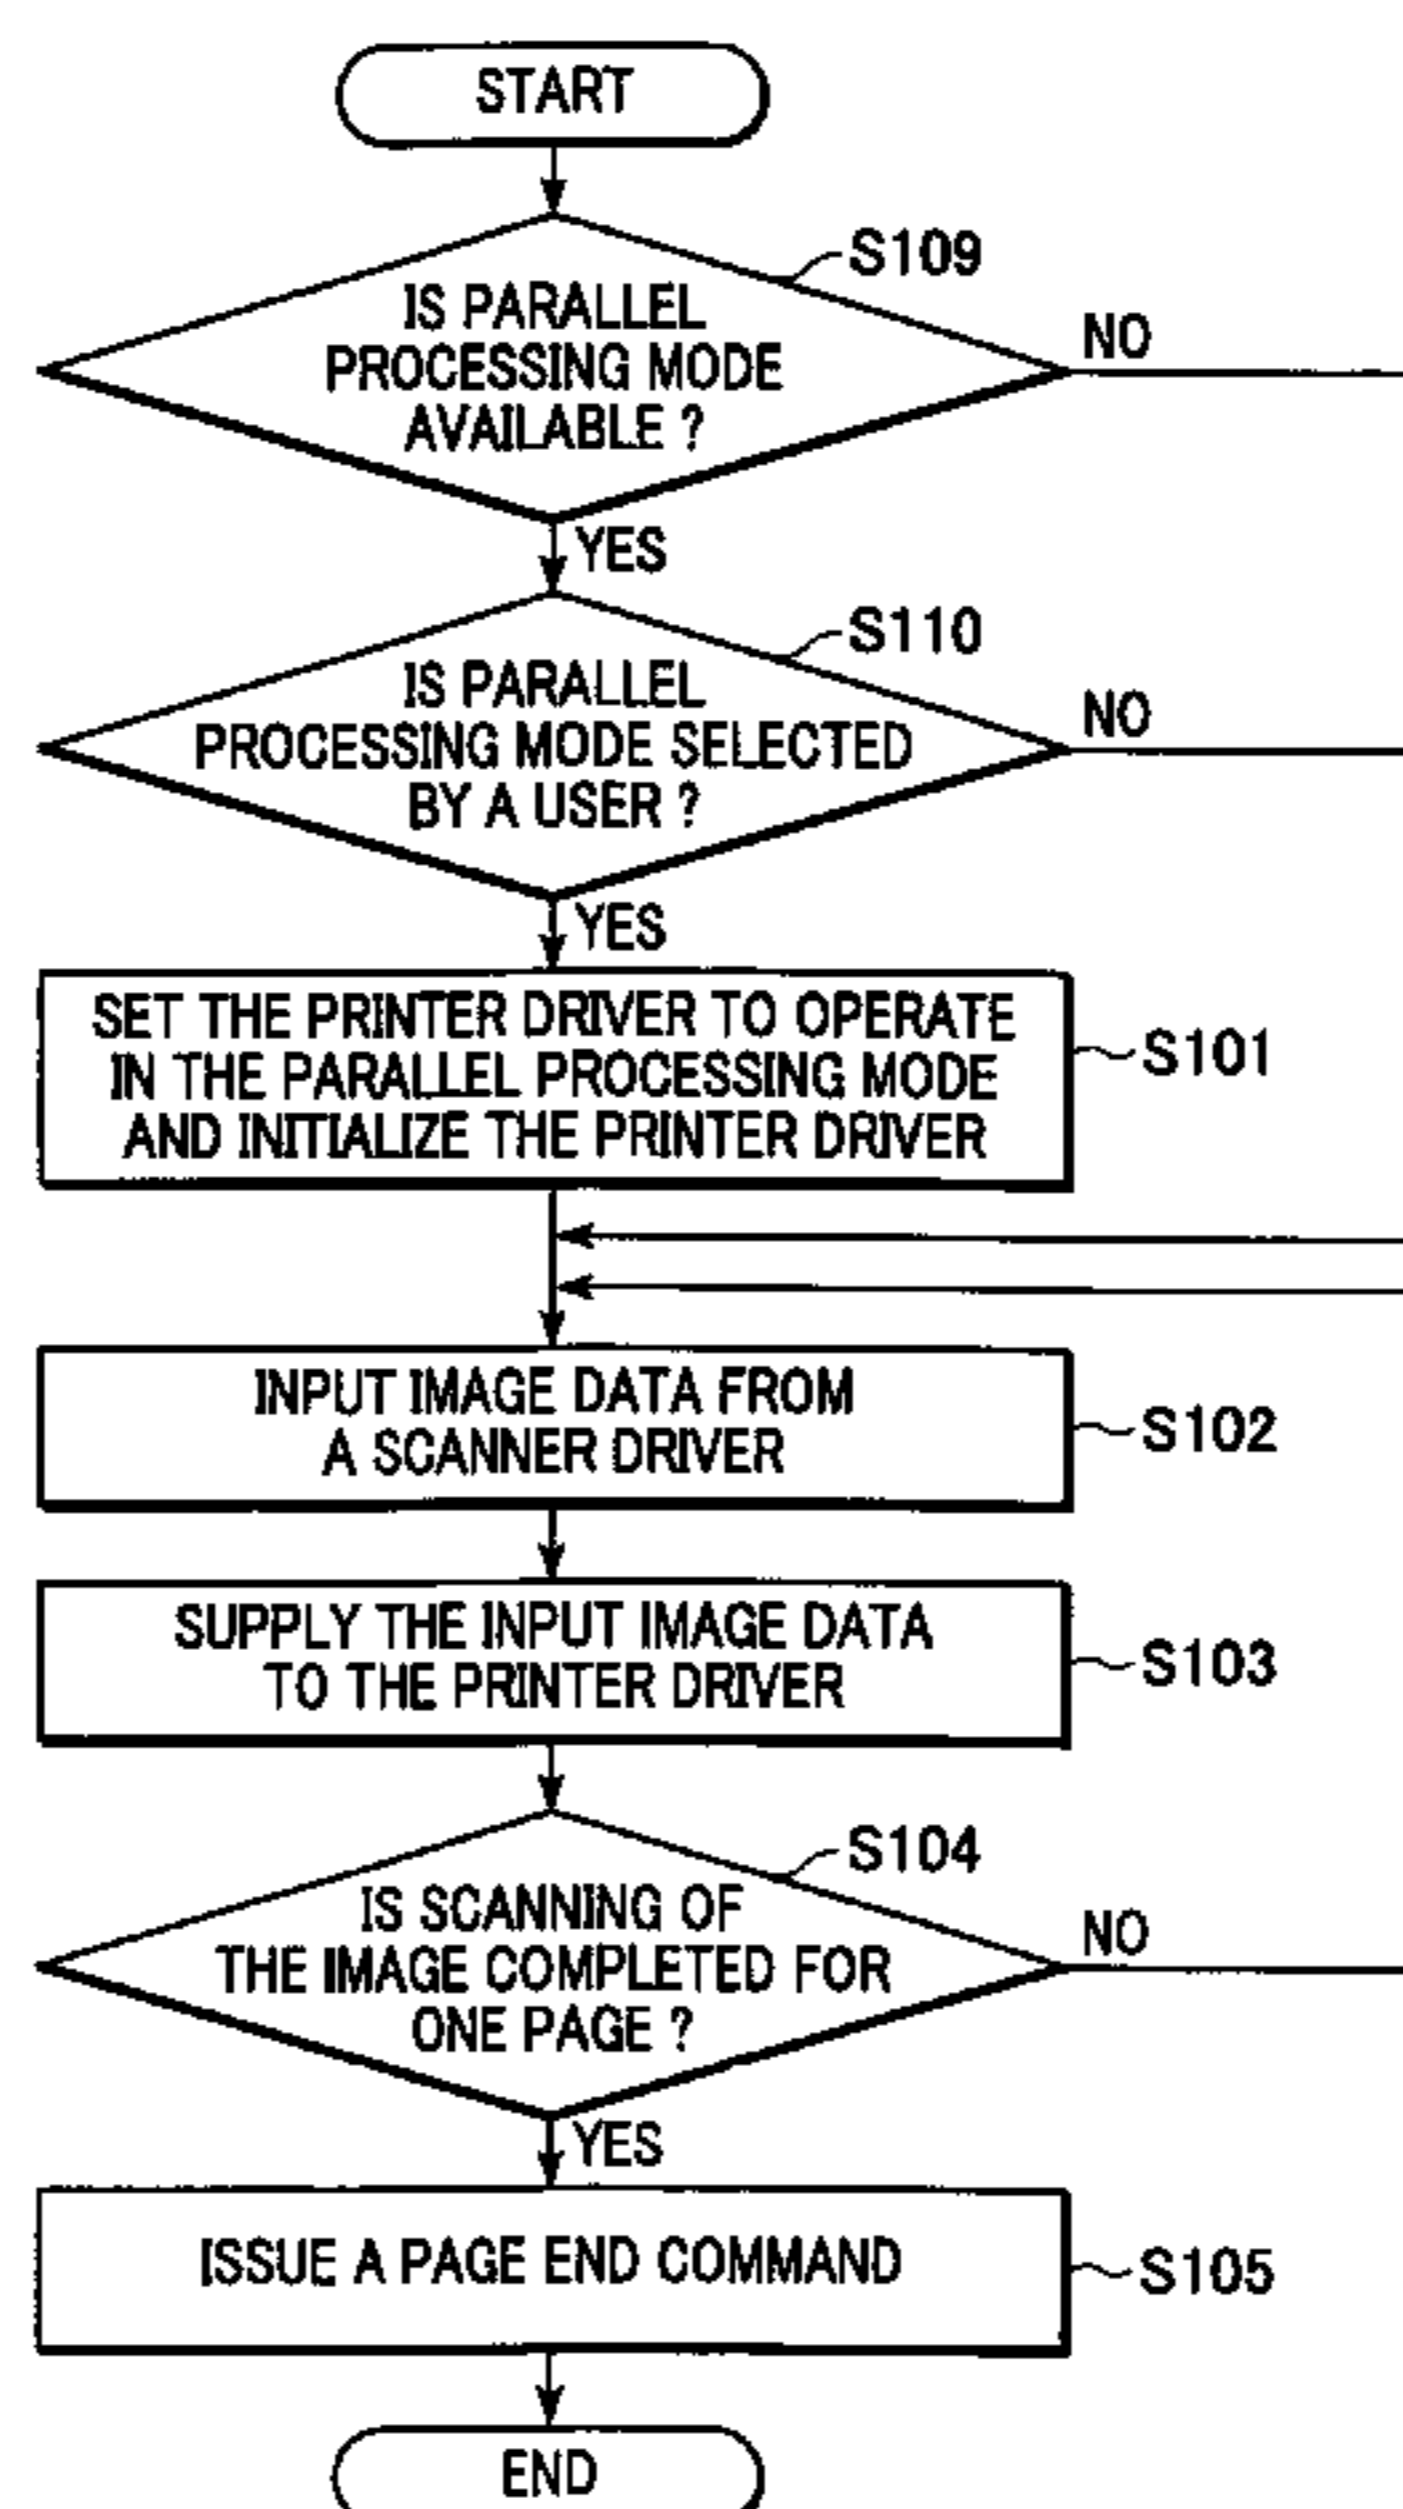 START
S109
IS PARALLEL
PROCESSING MODE
AVAILABLE ?
NO
YES
S110
IS PARALLEL
PROCESSING MODE SELECTED
BY A USER ?
NO
YES
SET THE PRINTER DRIVER TO OPERATE
IN THE PARALLEL PROCESSING MODE
AND INITIALIZE THE PRINTER DRIVER
S101
INPUT IMAGE DATA FROM
A SCANNER DRIVER
S102
SUPPLY THE INPUT IMAGE DATA
TO THE PRINTER DRIVER
S103
S104
IS SCANNING OF
THE IMAGE COMPLETED FOR
ONE PAGE ?
NO
YES
ISSUE A PAGE END COMMAND
S105
END